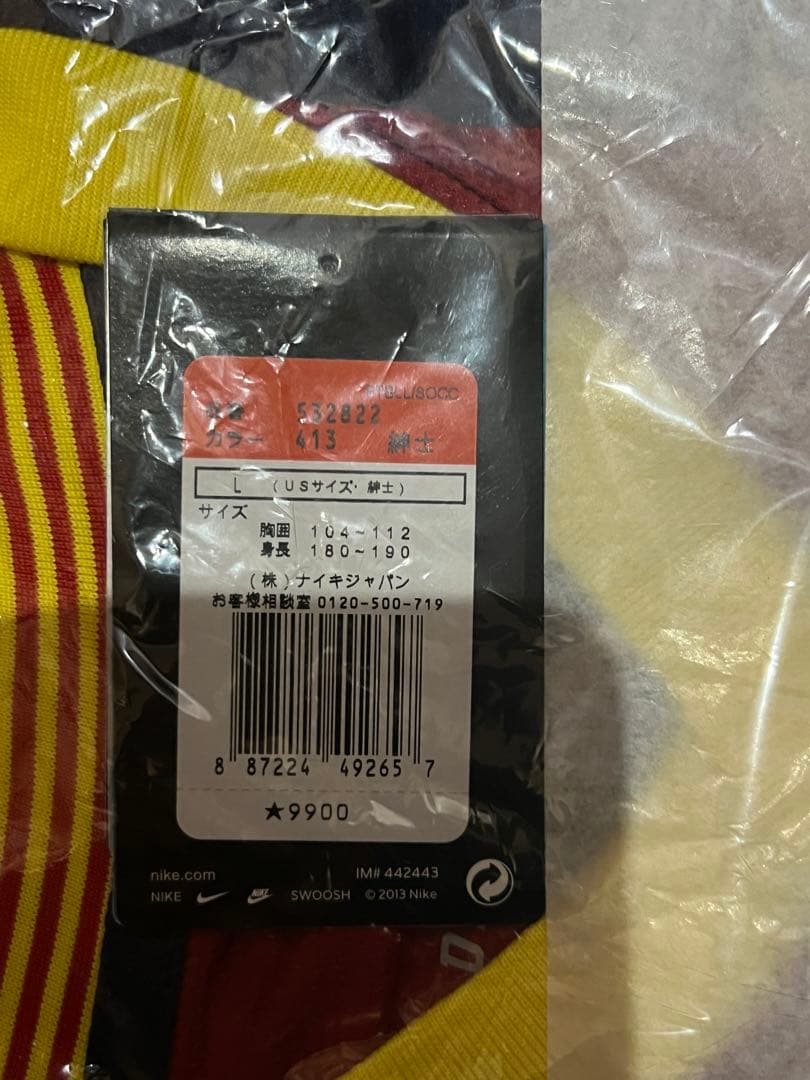 FTBLL/SOCC
品番 532822
カラー 413 紳士
L (USサイズ・紳士)
サイズ
胸囲 104~112
身長 180~190
(株)ナイキジャパン
お客様相談室 0120-500-719
8 87224 49265 7
★9900
nike.com
IM# 442443
NIKE
NIKE
SWOOSH © 2013 Nike